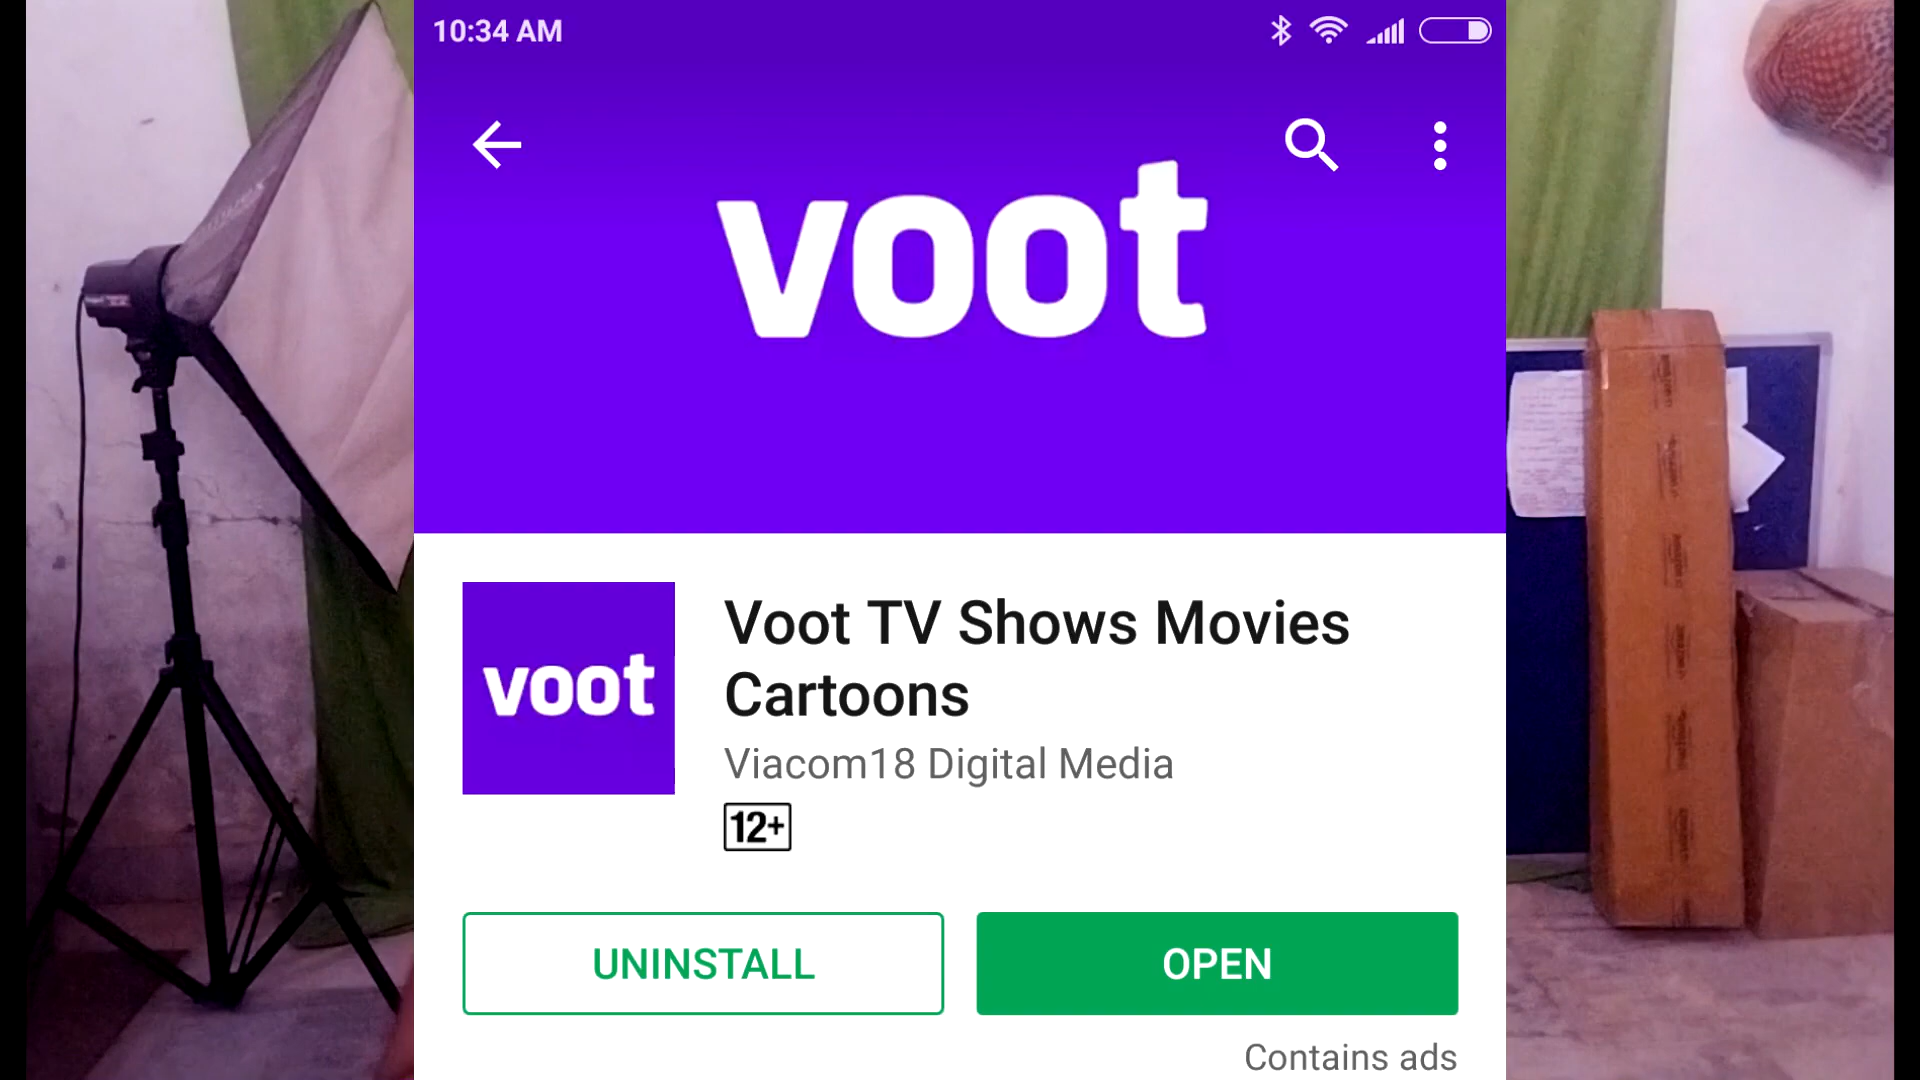 10:34 AM
voot
voot
Voot TV Shows Movies
Cartoons
Viacom18 Digital Media
12+
UNINSTALL
OPEN
Contains ads